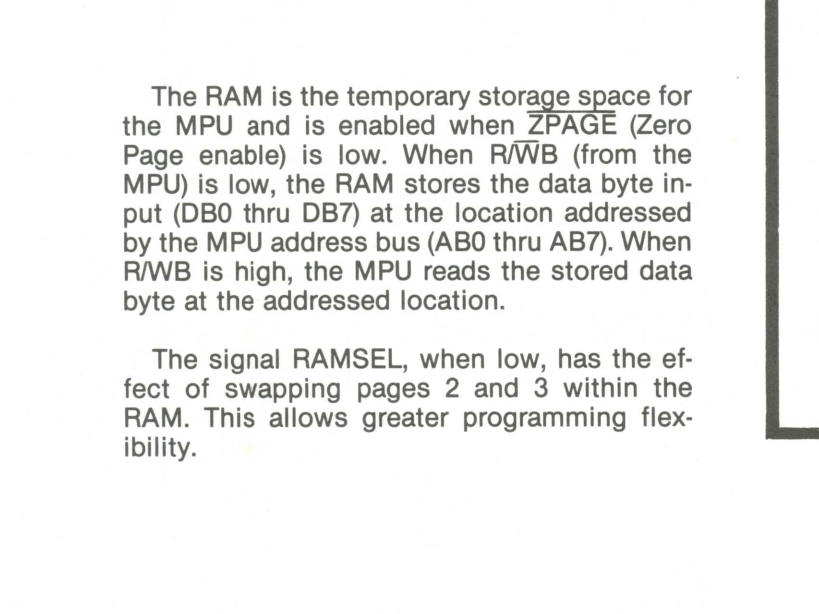 The RAM is the temporary storage space for
the MPU and is enabled when Z̅P̅A̅G̅E̅ (Zero
Page enable) is low. When R/W̅B (from the
MPU) is low, the RAM stores the data byte in-
put (DB0 thru DB7) at the location addressed
by the MPU address bus (AB0 thru AB7). When
R/WB is high, the MPU reads the stored data
byte at the addressed location.
The signal RAMSEL, when low, has the ef-
fect of swapping pages 2 and 3 within the
RAM. This allows greater programming flex-
ibility.